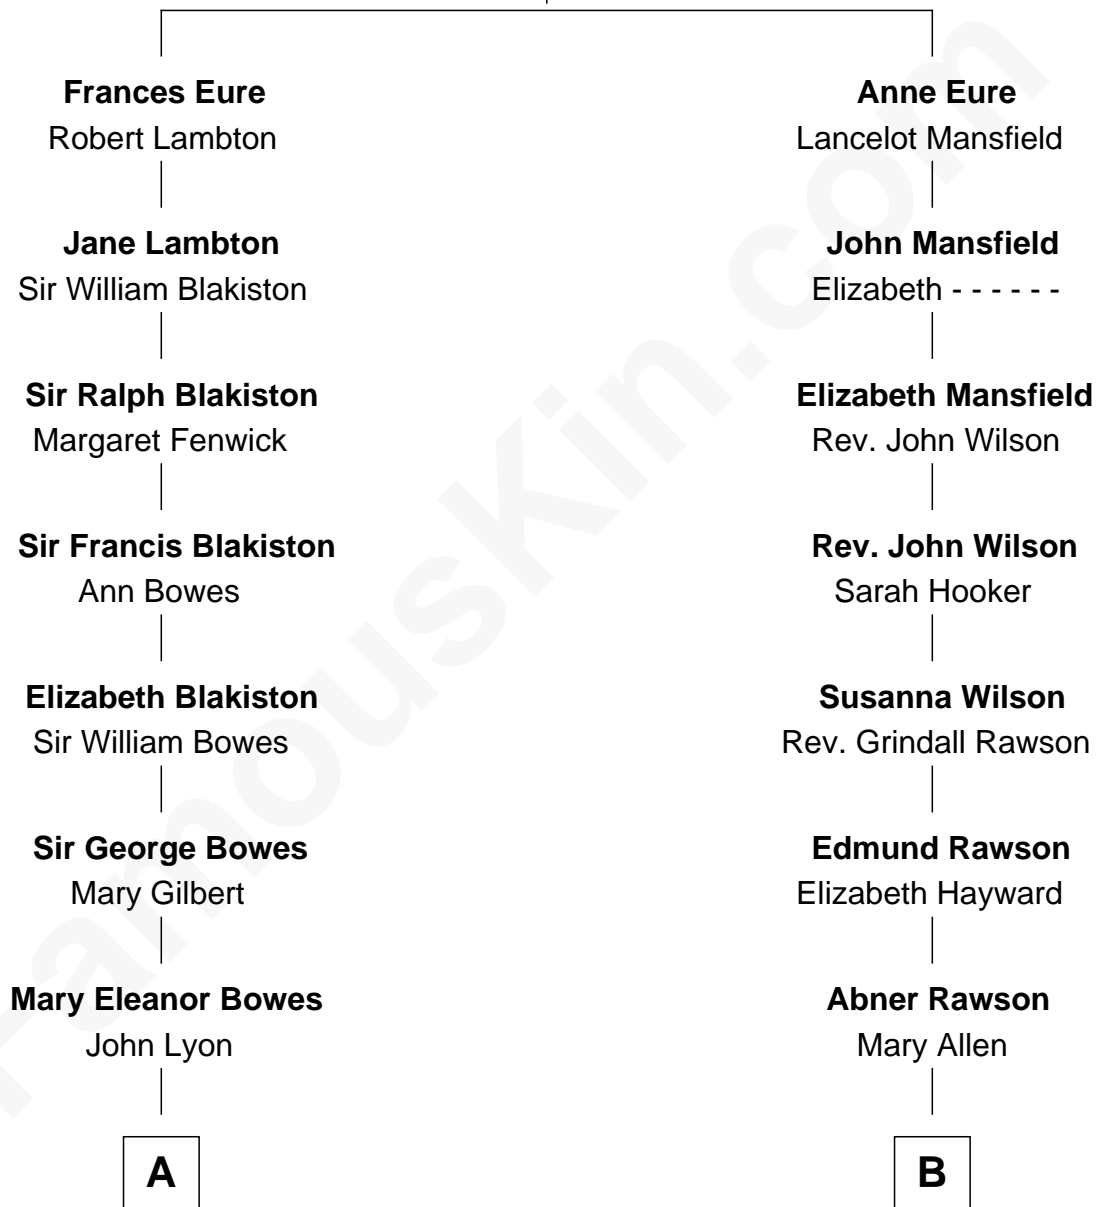 Frances Eure
Robert Lambton
Anne Eure
Lancelot Mansfield
Jane Lambton
Sir William Blakiston
John Mansfield
Elizabeth - - - - - -
Sir Ralph Blakiston
Margaret Fenwick
Elizabeth Mansfield
Rev. John Wilson
Sir Francis Blakiston
Ann Bowes
Rev. John Wilson
Sarah Hooker
Elizabeth Blakiston
Sir William Bowes
Susanna Wilson
Rev. Grindall Rawson
Sir George Bowes
Mary Gilbert
Edmund Rawson
Elizabeth Hayward
Mary Eleanor Bowes
John Lyon
Abner Rawson
Mary Allen
A
B
FamousKin.com